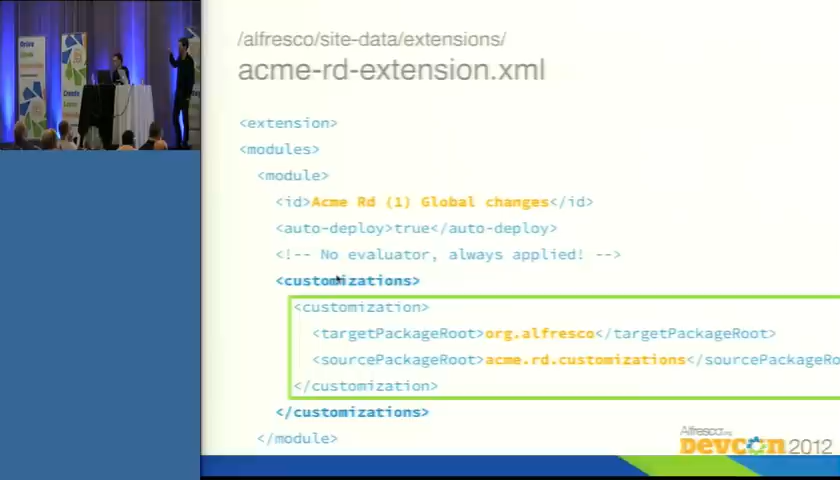 /alfresco/site-data/extensions/
acme-rd-extension.xml
<extension>
<modules>
<module>
<id>Acme Rd (1) Global changes</id>
<auto-deploy>true</auto-deploy>
<!-- No evaluator, always applied! -->
<customizations>
<customization>
<targetPackageRoot>org.alfresco</targetPackageRoot>
<sourcePackageRoot>acme.rd.customizations</sourcePackageRo
</customization>
</customizations>
</module>
Alfresco
DEVCON 2012